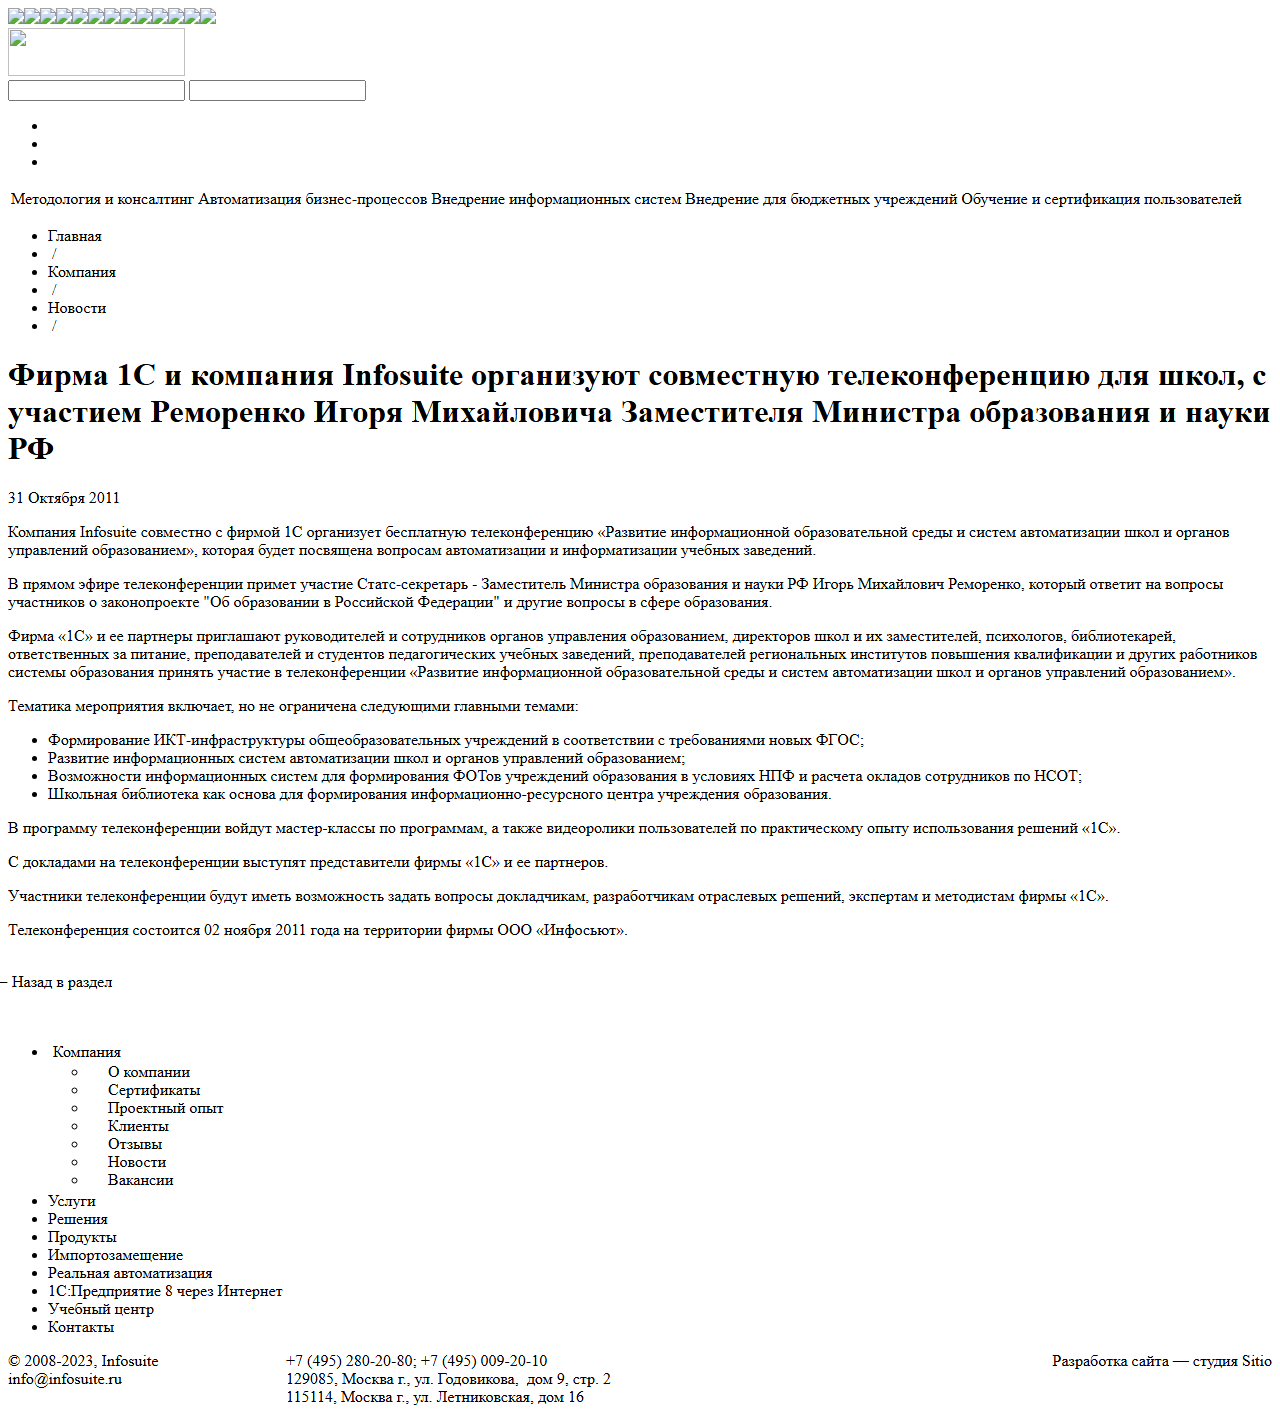 Методология и консалтинг Автоматизация бизнес-процессов Внедрение информационных систем Внедрение для бюджетных учреждений Обучение и сертификация пользователей
Главная
/
Компания
/
Новости
/
Фирма 1С и компания Infosuite организуют совместную телеконференцию для школ, с
участием Реморенко Игоря Михайловича Заместителя Министра образования и науки
РФ
31 Октября 2011
Компания Infosuite совместно с фирмой 1С организует бесплатную телеконференцию «Развитие информационной образовательной среды и систем автоматизации школ и органов
управлений образованием», которая будет посвящена вопросам автоматизации и информатизации учебных заведений.
В прямом эфире телеконференции примет участие Статс-секретарь - Заместитель Министра образования и науки РФ Игорь Михайлович Реморенко, который ответит на вопросы
участников о законопроекте "Об образовании в Российской Федерации" и другие вопросы в сфере образования.
Фирма «1С» и ее партнеры приглашают руководителей и сотрудников органов управления образованием, директоров школ и их заместителей, психологов, библиотекарей,
ответственных за питание, преподавателей и студентов педагогических учебных заведений, преподавателей региональных институтов повышения квалификации и других работников
системы образования принять участие в телеконференции «Развитие информационной образовательной среды и систем автоматизации школ и органов управлений образованием».
Тематика мероприятия включает, но не ограничена следующими главными темами:
Формирование ИКТ-инфраструктуры общеобразовательных учреждений в соответствии с требованиями новых ФГОС;
Развитие информационных систем автоматизации школ и органов управлений образованием;
Возможности информационных систем для формирования ФОТов учреждений образования в условиях НПФ и расчета окладов сотрудников по НСОТ;
Школьная библиотека как основа для формирования информационно-ресурсного центра учреждения образования.
В программу телеконференции войдут мастер-классы по программам, а также видеоролики пользователей по практическому опыту использования решений «1С».
С докладами на телеконференции выступят представители фирмы «1С» и ее партнеров.
Участники телеконференции будут иметь возможность задать вопросы докладчикам, разработчикам отраслевых решений, экспертам и методистам фирмы «1С».
Телеконференция состоится 02 ноября 2011 года на территории фирмы ООО «Инфосьют».
– Назад в раздел
Компания
О компании
Сертификаты
Проектный опыт
Клиенты
Отзывы
Новости
Вакансии
Услуги
Решения
Продукты
Импортозамещение
Реальная автоматизация
1С:Предприятие 8 через Интернет
Учебный центр
Контакты
© 2008-2023, Infosuite +7 (495) 280-20-80; +7 (495) 009-20-10 Разработка сайта — студия Sitio
info@infosuite.ru 129085, Москва г., ул. Годовикова, дом 9, стр. 2
115114, Москва г., ул. Летниковская, дом 16